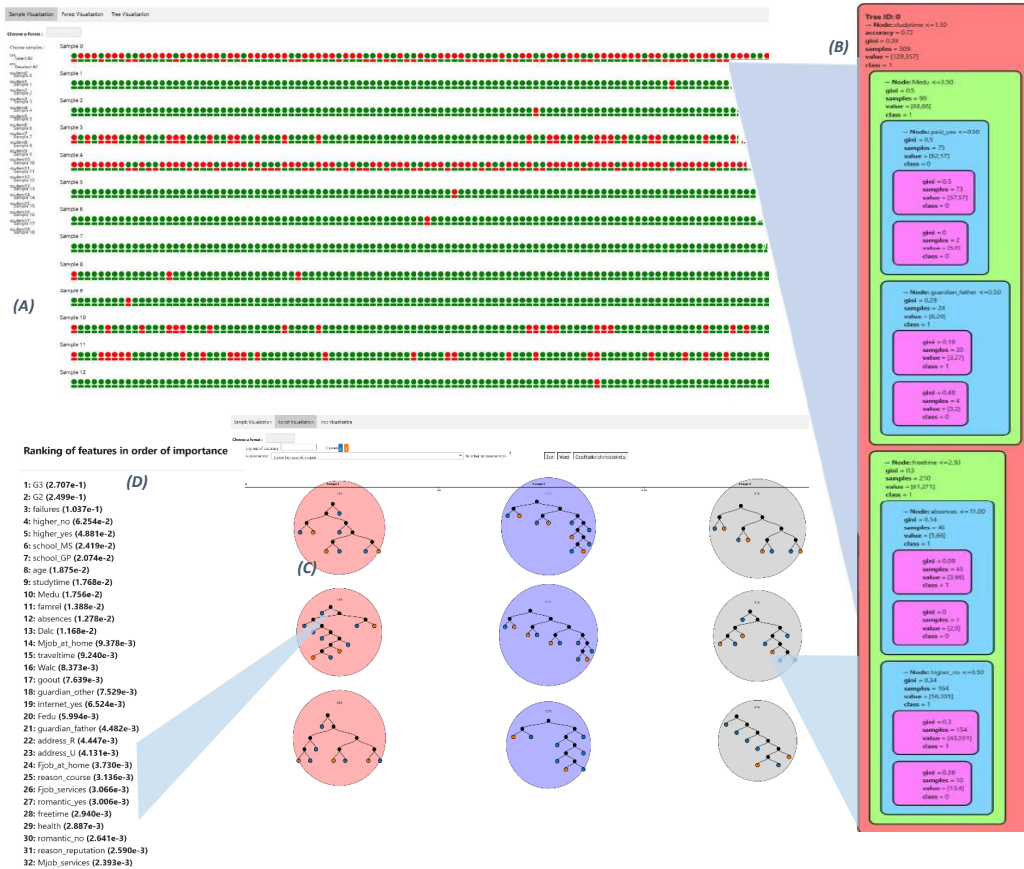 Sample Visualisation Forest Visualisation Tree Visualisation
Choose a forest :
Choose samples :
Select All
Deselect All
Sample 0
Sample 1
Sample 2
Sample 3
Sample 4
Sample 5
Sample 6
Sample 7
Sample 8
Sample 9
Sample 10
Sample 11
Sample 12
(A)
(B)
Tree ID: 0
-- Node: studytime <=1.50
accuracy = 0.72
gini = 0.39
samples = 309
value = [129,357]
class = 1
-- Node: Medu <=3.50
gini = 0.5
samples = 99
value = [68,86]
class = 1
-- Node: paid_yes <=0.50
gini = 0.5
samples = 75
value = [62,57]
class = 0
gini = 0.5
samples = 73
value = [57,57]
class = 0
gini = 0
samples = 2
value = [5,0]
class = 0
-- Node: guardian_father <=0.50
gini = 0.29
samples = 24
value = [6,29]
class = 1
gini = 0.19
samples = 20
value = [3,27]
class = 1
gini = 0.48
samples = 4
value = [3,2]
class = 0
-- Node: freetime <=2.50
gini = 0.3
samples = 210
value = [61,271]
class = 1
-- Node: absences <=11.00
gini = 0.14
samples = 46
value = [5,66]
class = 1
gini = 0.09
samples = 45
value = [3,66]
class = 1
gini = 0
samples = 1
value = [2,0]
class = 0
-- Node: higher_no <=0.50
gini = 0.34
samples = 164
value = [56,205]
class = 1
gini = 0.3
samples = 154
value = [43,201]
class = 1
samples = 10
value = [13,4]
class = 0
Sample Visualisation Forest Visualisation Tree Visualisation
Choose a forest :
Ranking of features in order of importance
(D)
1: G3 (2.707e-1)
2: G2 (2.499e-1)
3: failures (1.037e-1)
4: higher_no (6.254e-2)
5: higher_yes (4.881e-2)
6: school_MS (2.419e-2)
7: school_GP (2.074e-2)
8: age (1.875e-2)
9: studytime (1.768e-2)
10: Medu (1.756e-2)
11: famrel (1.388e-2)
12: absences (1.278e-2)
13: Dalc (1.168e-2)
14: Mjob_at_home (9.378e-3)
15: traveltime (9.240e-3)
16: Walc (8.373e-3)
17: goout (7.639e-3)
18: guardian_other (7.529e-3)
19: internet_yes (6.524e-3)
20: Fedu (5.994e-3)
21: guardian_father (4.482e-3)
22: address_R (4.447e-3)
23: address_U (4.131e-3)
24: Fjob_at_home (3.730e-3)
25: reason_course (3.136e-3)
26: Fjob_services (3.066e-3)
27: romantic_yes (3.006e-3)
28: freetime (2.940e-3)
29: health (2.887e-3)
30: romantic_no (2.641e-3)
31: reason_reputation (2.590e-3)
32: Mjob_services (2.393e-3)
(C)